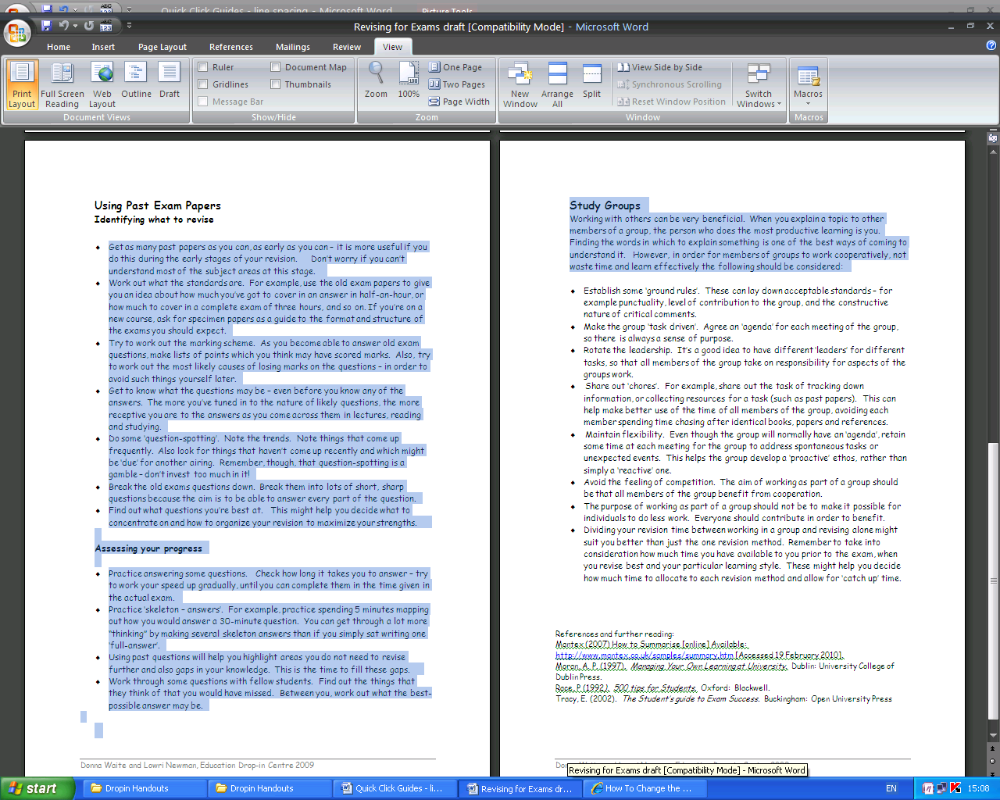 Quick Click Guides - line spacing - Microsoft Word
Picture Tools
Revising for Exams draft [Compatibility Mode] - Microsoft Word
Home Insert Page Layout References Mailings Review View
Ruler Document Map One Page View Side by Side
Gridlines Thumbnails Two Pages Synchronous Scrolling
Message Bar Page Width Reset Window Position
Print Layout Full Screen Reading Web Layout Outline Draft Zoom 100% New Window Arrange All Split Switch Windows Macros
Document Views Show/Hide Zoom Window Macros
Using Past Exam Papers
Identifying what to revise
Get as many past papers as you can, as early as you can – it is more useful if you
do this during the early stages of your revision. Don't worry if you can't
understand most of the subject areas at this stage.
Work out what the standards are. For example, use the old exam papers to give
you an idea about how much you've got to cover in an answer in half-an-hour, or
how much to cover in a complete exam of three hours, and so on. If you're on a
new course, ask for specimen papers as a guide to the format and structure of
the exams you should expect.
Try to work out the marking scheme. As you become able to answer old exam
questions, make lists of points which you think may have scored marks. Also, try
to work out the most likely causes of losing marks on the questions – in order to
avoid such things yourself later.
Get to know what the questions may be – even before you know any of the
answers. The more you've tuned in to the nature of likely questions, the more
receptive you are to the answers as you come across them in lectures, reading
and studying.
Do some 'question-spotting'. Note the trends. Note things that come up
frequently. Also look for things that haven't come up recently and which might
be 'due' for another airing. Remember, though, that question-spotting is a
gamble – don't invest too much in it!
Break the old exams questions down. Break them into lots of short, sharp
questions because the aim is to be able to answer every part of the question.
Find out what questions you're best at. This might help you decide what to
concentrate on and how to organize your revision to maximize your strengths.
Assessing your progress
Practice answering some questions. Check how long it takes you to answer – try
to work your speed up gradually, until you can complete them in the time given in
the actual exam.
Practice 'skeleton – answers'. For example, practice spending 5 minutes mapping
out how you would answer a 30-minute question. You can get through a lot more
"thinking" by making several skeleton answers than if you simply sat writing one
'full-answer'.
Using past questions will help you highlight areas you do not need to revise
further and also gaps in your knowledge. This is the time to fill these gaps.
Work through some questions with fellow students. Find out the things that
they think of that you would have missed. Between you, work out what the best-
possible answer may be.
Donna Waite and Lowri Newman, Education Drop-in Centre 2009
Study Groups
Working with others can be very beneficial. When you explain a topic to other
members of a group, the person who does the most productive learning is you.
Finding the words in which to explain something is one of the best ways of coming to
understand it. However, in order for members of groups to work cooperatively, not
waste time and learn effectively the following should be considered:
Establish some 'ground rules'. These can lay down acceptable standards – for
example punctuality, level of contribution to the group, and the constructive
nature of critical comments.
Make the group 'task driven'. Agree an 'agenda' for each meeting of the group,
so there is always a sense of purpose.
Rotate the leadership. It's a good idea to have different 'leaders' for different
tasks, so that all members of the group take on responsibility for aspects of the
groups work.
Share out 'chores'. For example, share out the task of tracking down
information, or collecting resources for a task (such as past papers). This can
help make better use of the time of all members of the group, avoiding each
member spending time chasing after identical books, papers and references.
Maintain flexibility. Even though the group will normally have an 'agenda', retain
some time at each meeting for the group to address spontaneous tasks or
unexpected events. This helps the group develop a 'proactive' ethos, rather than
simply a 'reactive' one.
Avoid the feeling of competition. The aim of working as part of a group should
be that all members of the group benefit from cooperation.
The purpose of working as part of a group should not be to make it possible for
individuals to do less work. Everyone should contribute in order to benefit.
Dividing your revision time between working in a group and revising alone might
suit you better than just the one revision method. Remember to take into
consideration how much time you have available to you prior to the exam, when
you revise best and your particular learning style. These might help you decide
how much time to allocate to each revision method and allow for 'catch up' time.
References and further reading:
Mantex (2007) How to Summarise [online] Available:
http://www.mantex.co.uk/samples/summary.htm [Accessed 19 February 2010].
Moran, A. P. (1997). Managing Your Own Learning at University. Dublin: University College of
Dublin Press.
Race, P (1992). 500 tips for Students. Oxford: Blackwell.
Tracy, E. (2002). The Student's guide to Exam Success. Buckingham: Open University Press
Revising for Exams draft [Compatibility Mode] - Microsoft Word
start Dropin Handouts Dropin Handouts Quick Click Guides - li... Revising for Exams dr... How To Change the ... EN 15:08